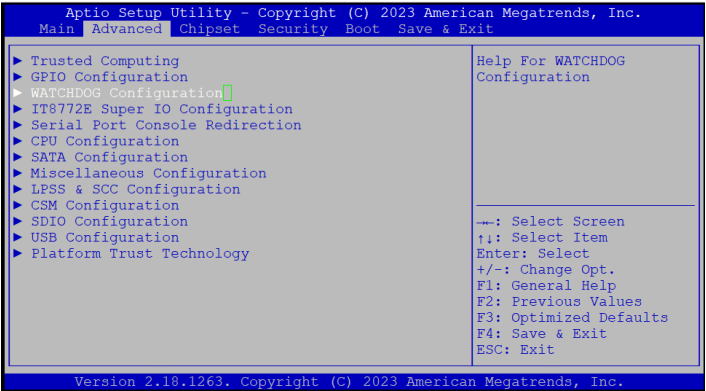 Aptio Setup Utility – Copyright (C) 2023 American Megatrends, Inc.
Main Advanced Chipset Security Boot Save & Exit
► Trusted Computing
► GPIO Configuration
► WATCHDOG Configuration
► IT8772E Super IO Configuration
► Serial Port Console Redirection
► CPU Configuration
► SATA Configuration
► Miscellaneous Configuration
► LPSS & SCC Configuration
► CSM Configuration
► SDIO Configuration
► USB Configuration
► Platform Trust Technology
Help For WATCHDOG
Configuration
→←: Select Screen
↑↓: Select Item
Enter: Select
+/-: Change Opt.
F1: General Help
F2: Previous Values
F3: Optimized Defaults
F4: Save & Exit
ESC: Exit
Version 2.18.1263. Copyright (C) 2023 American Megatrends, Inc.